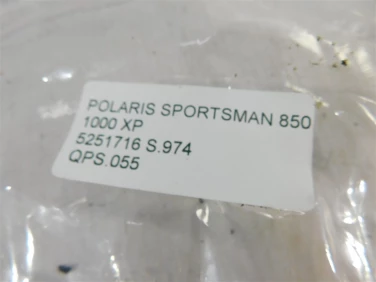 POLARIS SPORTSMAN 850
1000 XP
5251716 S.974
QPS.055